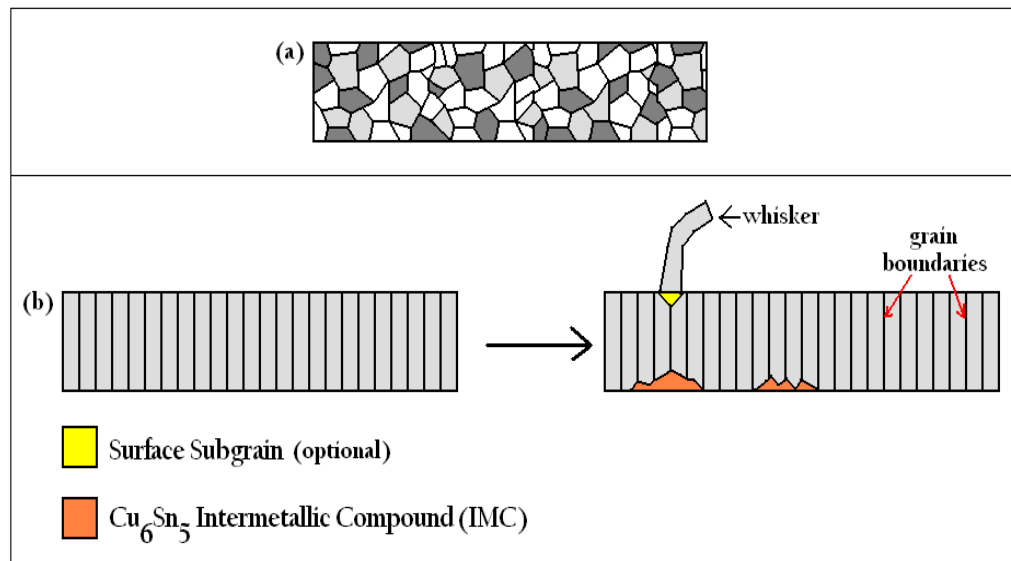 (a)
whisker
grain
boundaries
(b)
Surface Subgrain (optional)
Cu6Sn5 Intermetallic Compound (IMC)